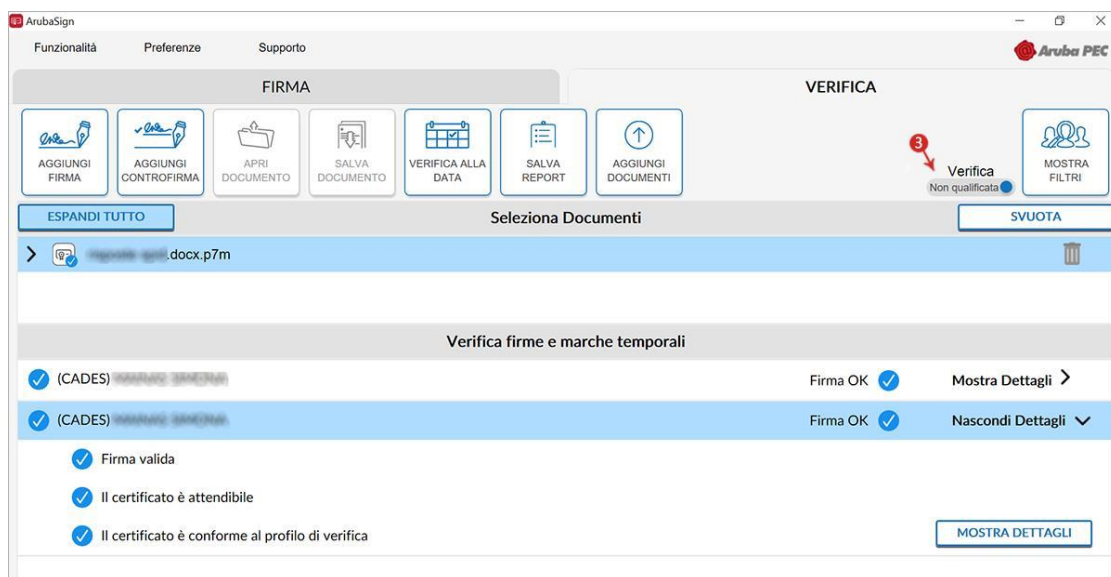 ArubaSign
Funzionalità Preferenze Supporto
Aruba PEC
FIRMA VERIFICA
AGGIUNGI FIRMA
AGGIUNGI CONTROFIRMA
APRI DOCUMENTO
SALVA DOCUMENTO
VERIFICA ALLA DATA
SALVA REPORT
AGGIUNGI DOCUMENTI
3
Verifica
Non qualificata
MOSTRA FILTRI
ESPANDI TUTTO Seleziona Documenti SVUOTA
.docx.p7m
Verifica firme e marche temporali
(CADES) Firma OK Mostra Dettagli
(CADES) Firma OK Nascondi Dettagli
Firma valida
Il certificato è attendibile
Il certificato è conforme al profilo di verifica MOSTRA DETTAGLI